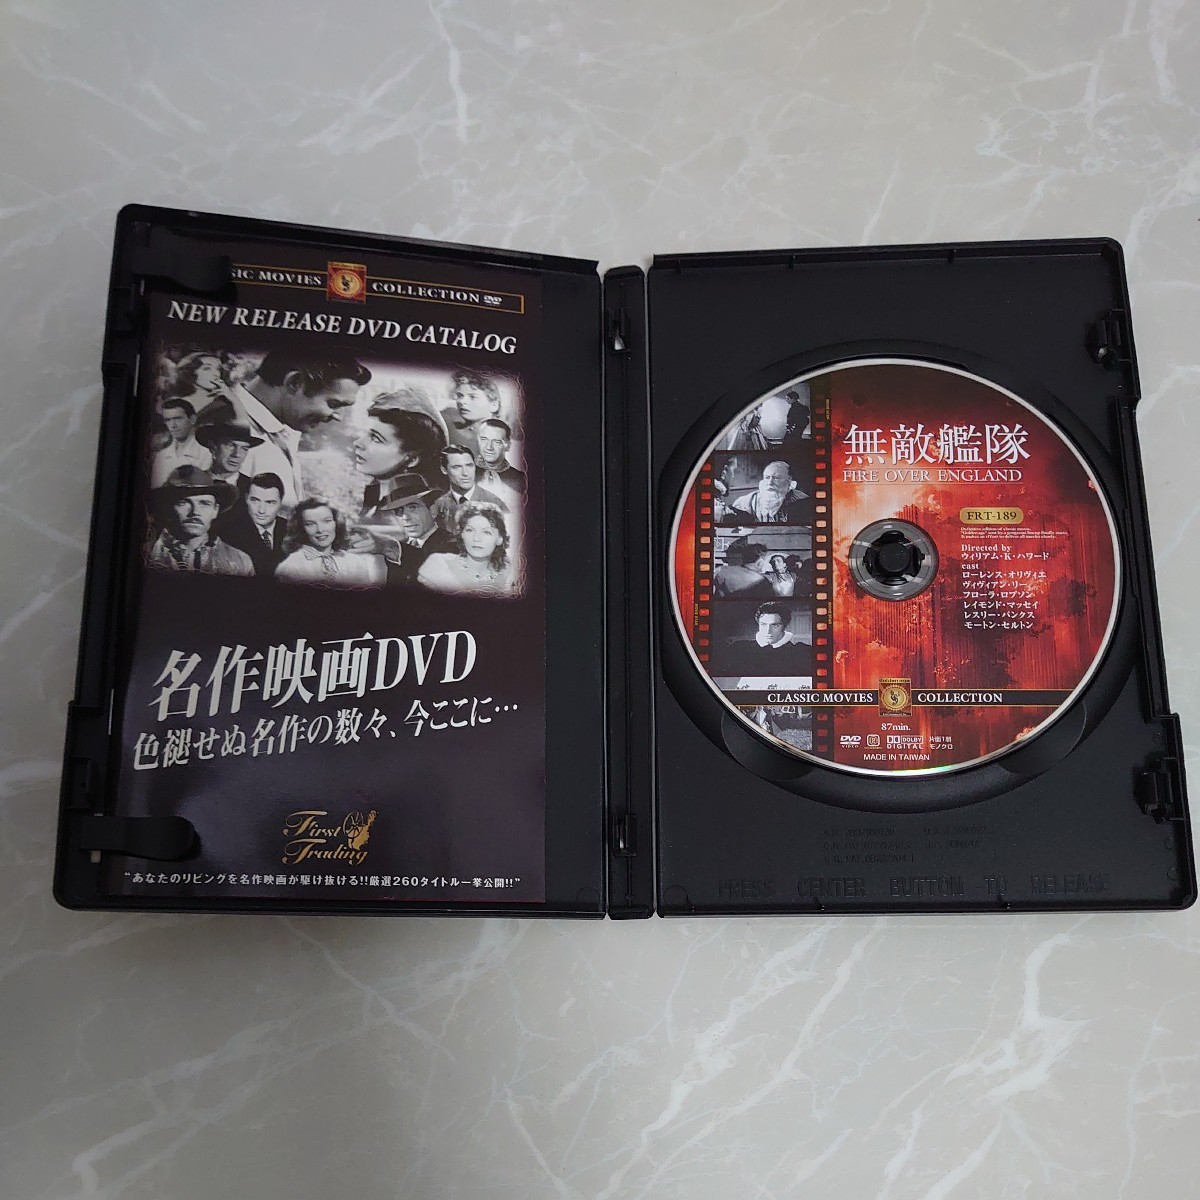 SIC MOVIES COLLECTION DVD
NEW RELEASE DVD CATALOG
名作映画DVD
色褪せぬ名作の数々、今ここに…
First
Trading
“あなたのリビングを名作映画が駆け抜ける!!厳選260タイトル一挙公開!!”
無敵艦隊
FIRE OVER ENGLAND
FRT-189
Directed by
ウィリアム・K・ハワード
cast
ローレンス・オリヴィエ
ヴィヴィアン・リー
フローラ・ロブソン
レイモンド・マッセイ
レスリー・バンクス
モートン・セルトン
CLASSIC MOVIES COLLECTION
87min.
DVD VIDEO DOLBY DIGITAL 片面1層 モノクロ
MADE IN TAIWAN
PRESS CENTER BUTTON TO RELEASE